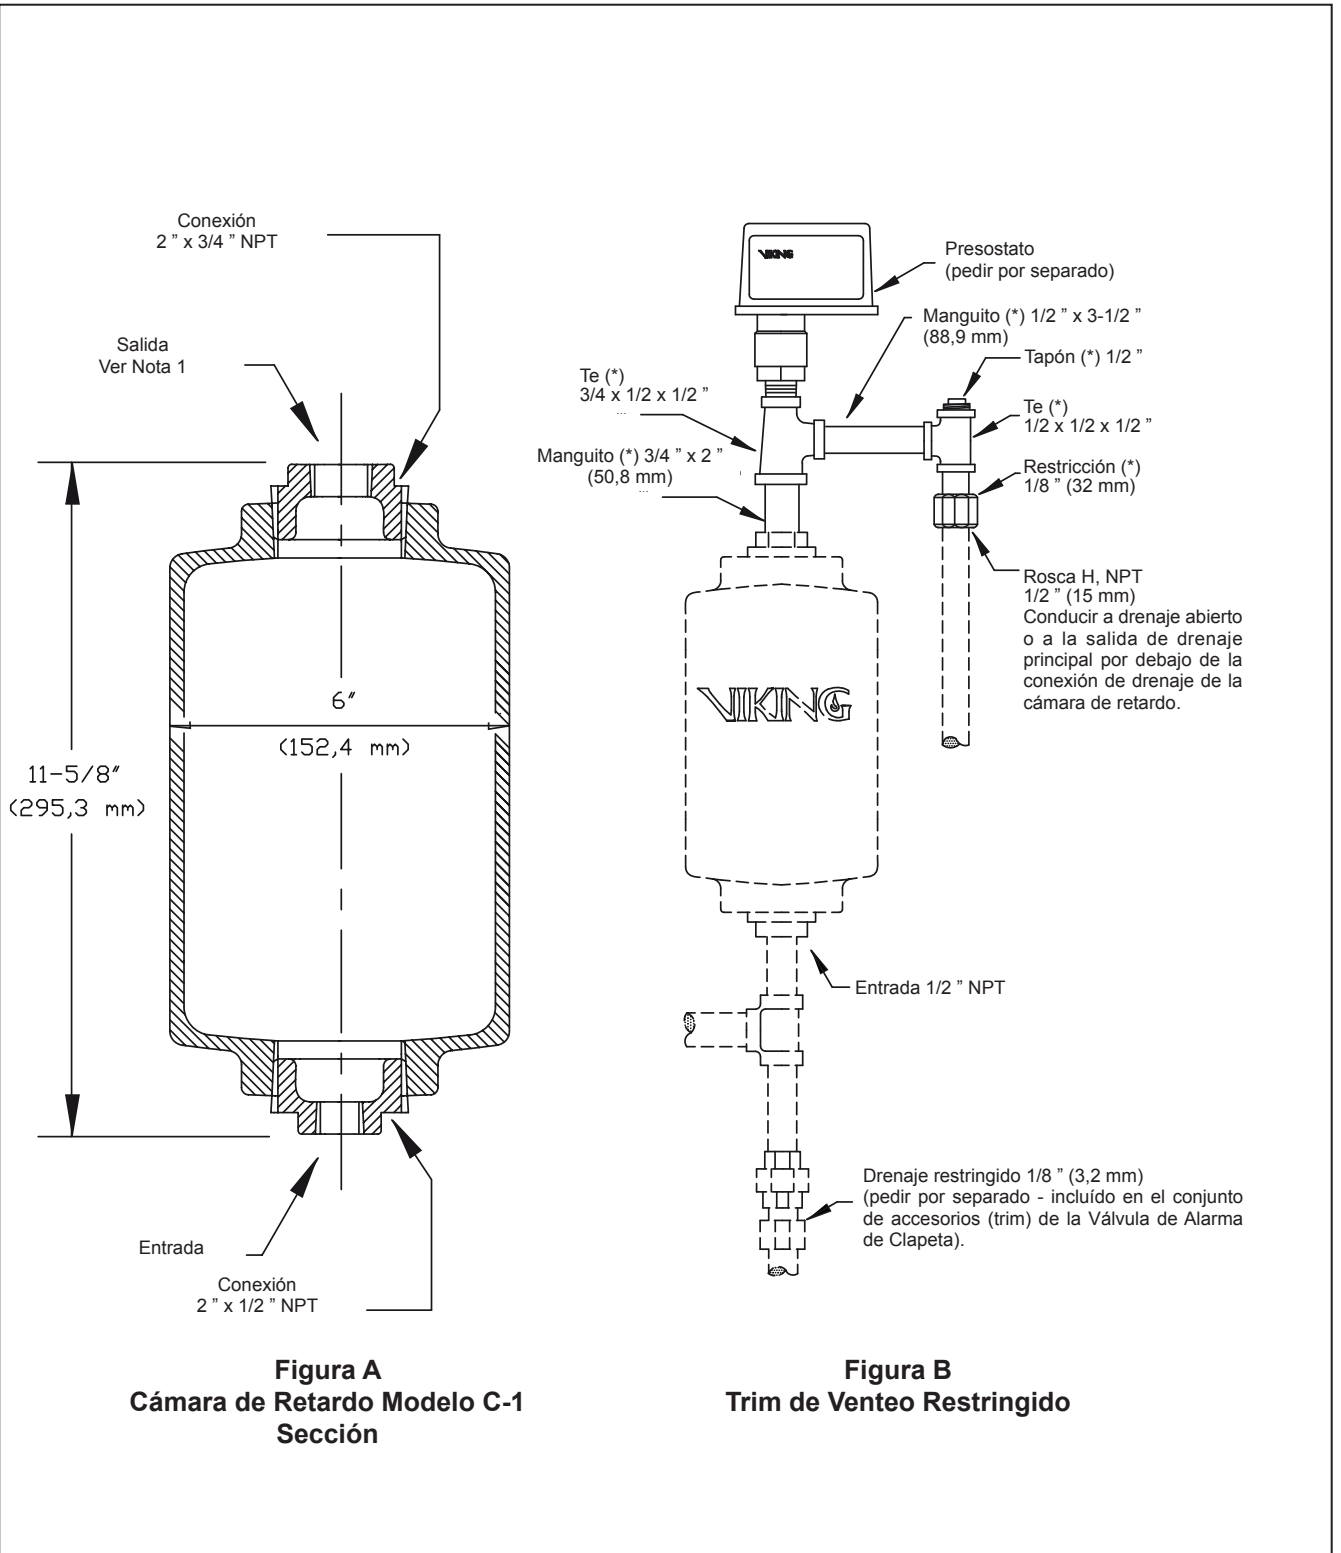 Conexión
2 ” x 3/4 ” NPT
Salida
Ver Nota 1
11-5/8″
(295,3 mm)
6″
(152,4 mm)
Entrada
Conexión
2 ” x 1/2 ” NPT
Figura A
Cámara de Retardo Modelo C-1
Sección
VIKING
Presostato
(pedir por separado)
Manguito (*) 1/2 ” x 3-1/2 ”
(88,9 mm)
Tapón (*) 1/2 ”
Te (*)
3/4 x 1/2 x 1/2 ”
...
Te (*)
1/2 x 1/2 x 1/2 ”
Manguito (*) 3/4 ” x 2 ”
(50,8 mm)
...
Restricción (*)
1/8 ” (32 mm)
Rosca H, NPT
1/2 ” (15 mm)
Conducir a drenaje abierto
o a la salida de drenaje
principal por debajo de la
conexión de drenaje de la
cámara de retardo.
VIKING
Entrada 1/2 ” NPT
Drenaje restringido 1/8 ” (3,2 mm)
(pedir por separado - incluído en el conjunto
de accesorios (trim) de la Válvula de Alarma
de Clapeta).
Figura B
Trim de Venteo Restringido